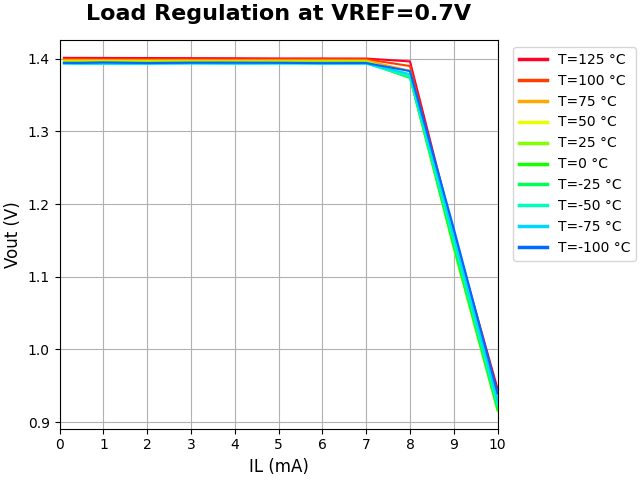 Load Regulation at VREF=0.7V
Vout (V)
1.4
1.3
1.2
1.1
1.0
0.9
0 1 2 3 4 5 6 7 8 9 10
IL (mA)
T=125 °C
T=100 °C
T=75 °C
T=50 °C
T=25 °C
T=0 °C
T=-25 °C
T=-50 °C
T=-75 °C
T=-100 °C